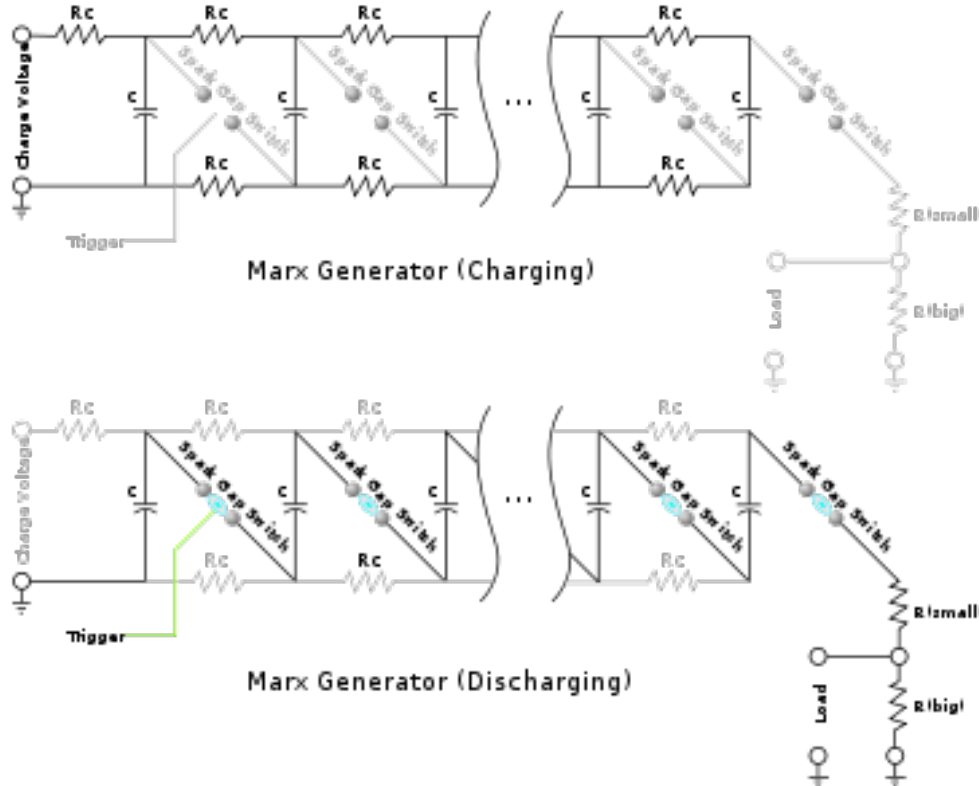 Rc Rc Rc Rc
Charge Voltage
C Spark Gap Switch C Spark Gap Switch C ... C Spark Gap Switch C Spark Gap Switch
Rc Rc Rc
Trigger
R(small)
Marx Generator (Charging)
Load
R(big)
Rc Rc Rc Rc
Charge Voltage
C Spark Gap Switch C Spark Gap Switch C ... C Spark Gap Switch C Spark Gap Switch
Rc Rc Rc
Trigger
R(small)
Marx Generator (Discharging)
Load
R(big)